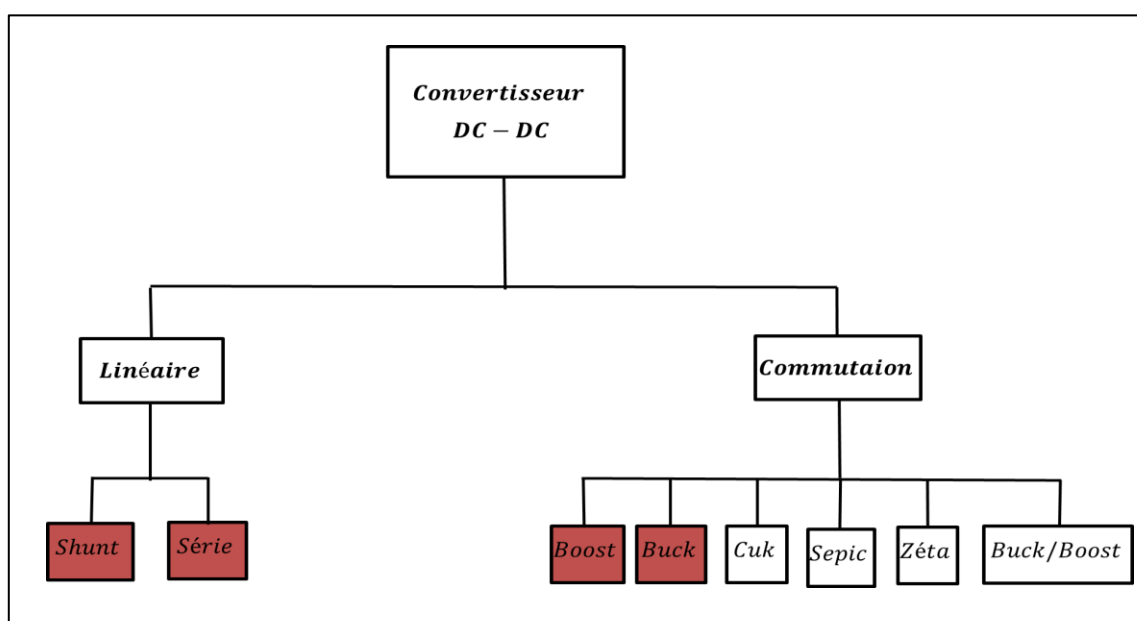 Convertisseur
DC − DC
Linéaire
Commutaion
Shunt
Série
Boost
Buck
Cuk
Sepic
Zéta
Buck/Boost